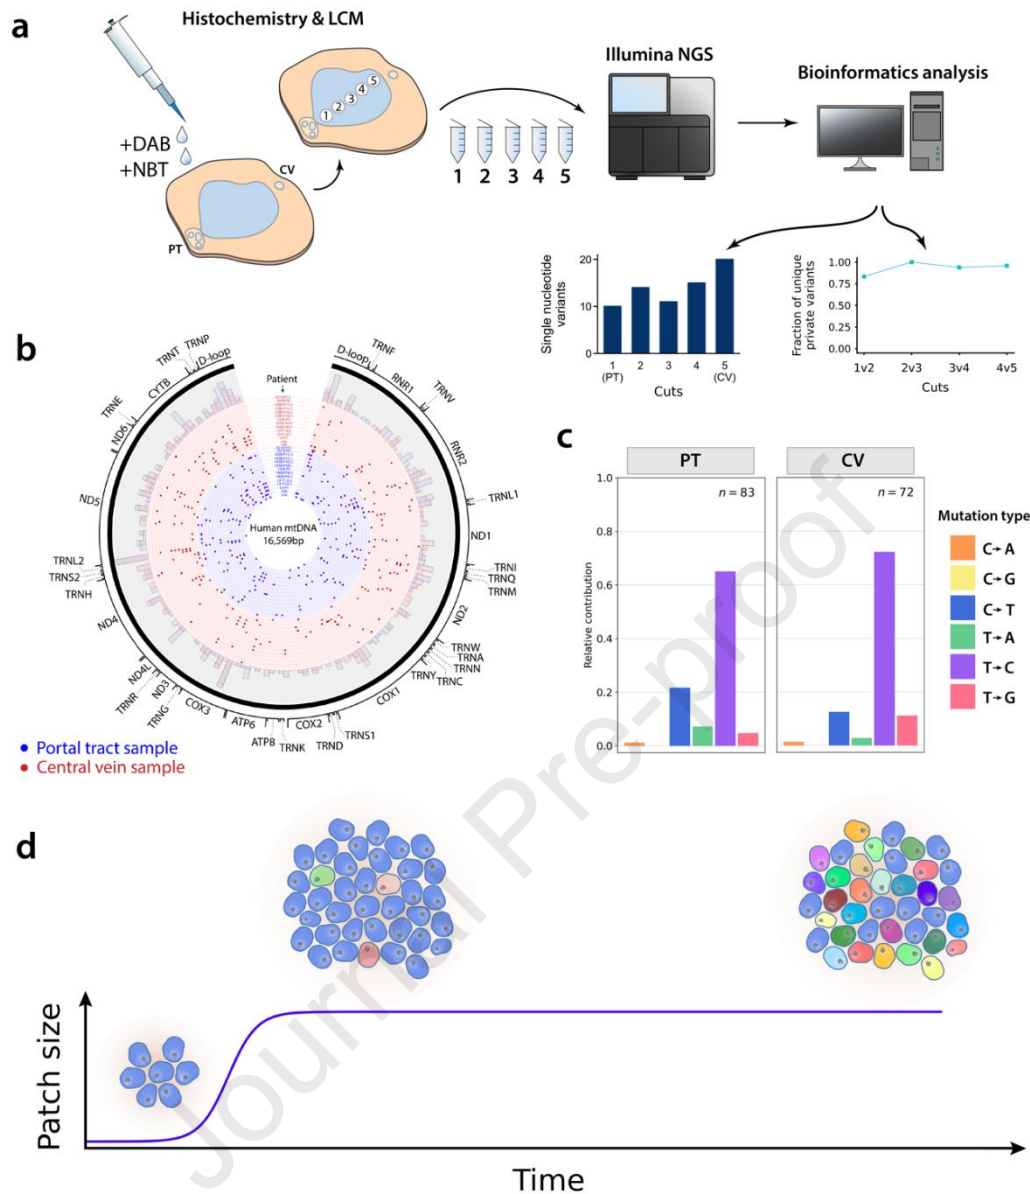 a
Histochemistry & LCM
+DAB
+NBT
CV
PT
1 2 3 4 5
1 2 3 4 5
Illumina NGS
Bioinformatics analysis
Single nucleotide
variants
20
10
0
1
(PT)
2
3
4
5
(CV)
Cuts
Fraction of unique
private variants
1.00
0.75
0.50
0.25
0.00
1v2
2v3
3v4
4v5
Cuts
b
D-loop
TRNF
RNR1
TRNV
RNR2
TRNL1
ND1
TRNI
TRNQ
TRNM
ND2
TRNW
TRNA
TRNN
TRNC
TRNY
COX1
TRNS1
TRND
COX2
TRNK
ATP8
ATP6
COX3
TRNG
ND3
TRNR
ND4L
ND4
TRNH
TRNS2
TRNL2
ND5
ND6
TRNE
CYTB
TRNT
TRNP
D-loop
Patient
Human mtDNA
16,569bp
Portal tract sample
Central vein sample
c
PT
CV
n = 83
n = 72
Relative contribution
1.0
0.8
0.6
0.4
0.2
0.0
Mutation type
C→A
C→G
C→T
T→A
T→C
T→G
d
Patch size
Time
Journal Pre-proof